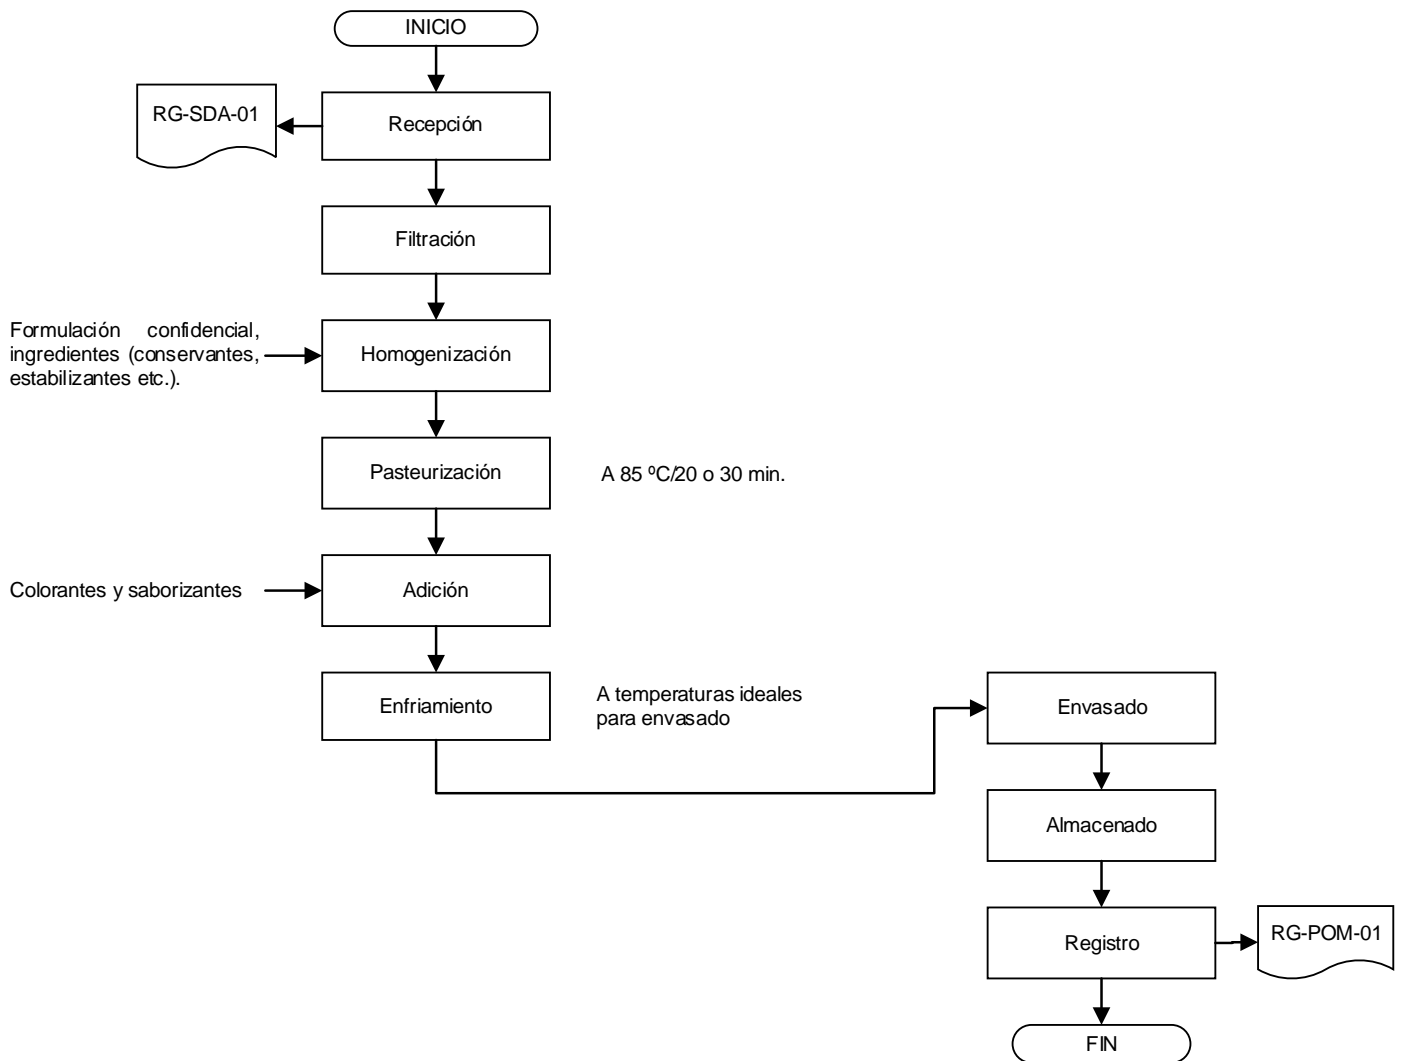 INICIO
RG-SDA-01
Recepción
Filtración
Formulación confidencial,
ingredientes (conservantes,
estabilizantes etc.).
Homogenización
Pasteurización
A 85 ºC/20 o 30 min.
Colorantes y saborizantes
Adición
Enfriamiento
A temperaturas ideales
para envasado
Envasado
Almacenado
Registro
RG-POM-01
FIN